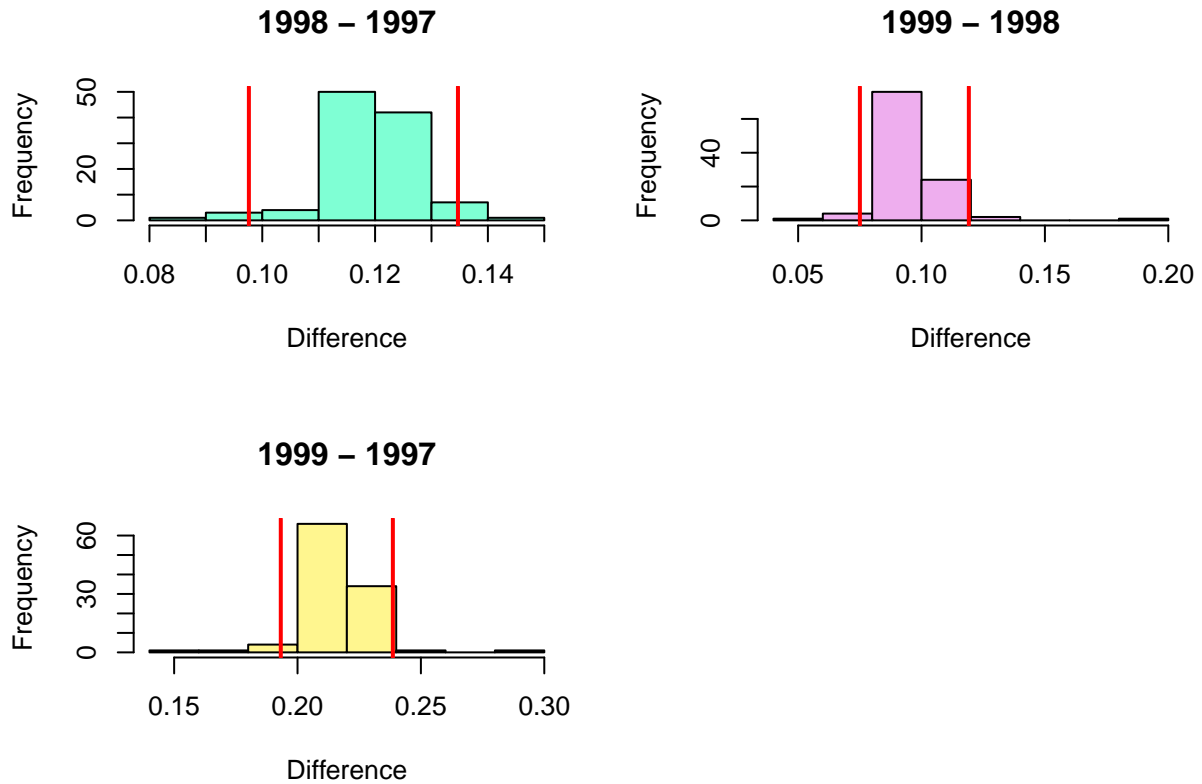 1998 – 1997
Frequency
0 20 50
0.08 0.10 0.12 0.14
Difference
1999 – 1998
Frequency
0 40
0.05 0.10 0.15 0.20
Difference
1999 – 1997
Frequency
0 30 60
0.15 0.20 0.25 0.30
Difference